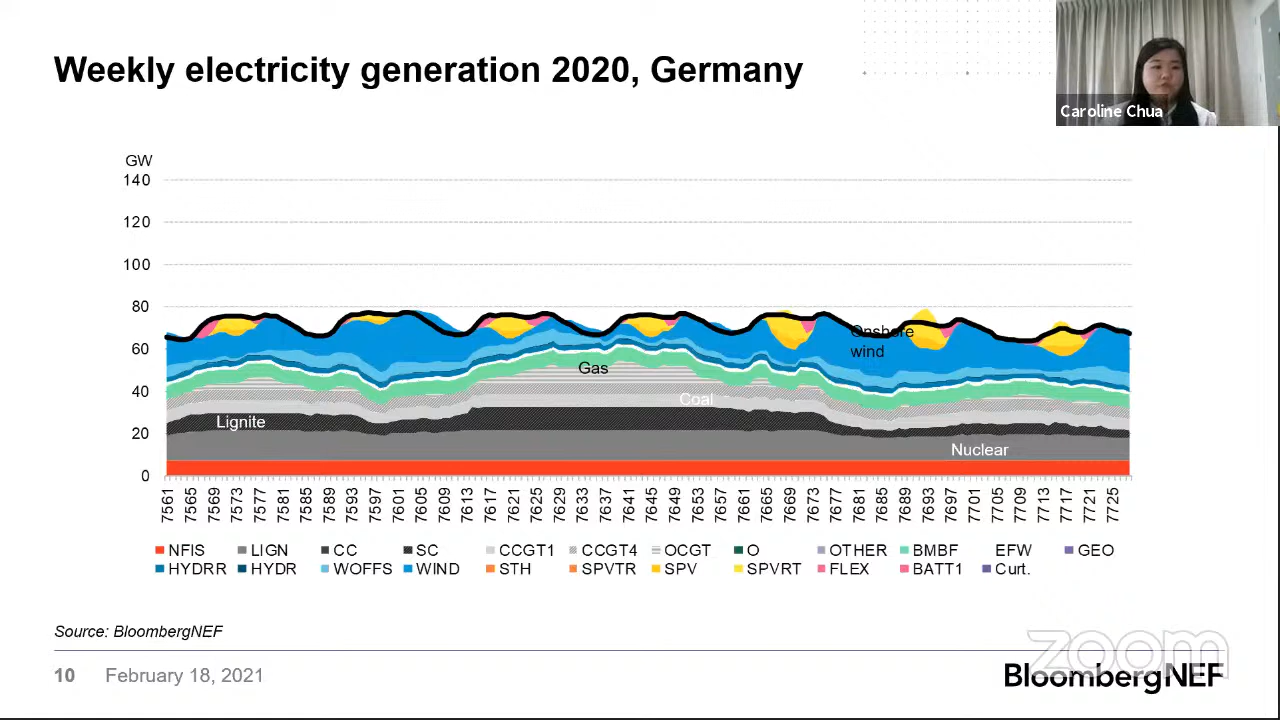 Weekly electricity generation 2020, Germany
Caroline Chua
GW
140
120
100
80
60
40
20
0
Onshore
wind
Gas
Coal
Lignite
Nuclear
7561 7565 7569 7573 7577 7581 7585 7589 7593 7597 7601 7605 7609 7613 7617 7621 7625 7629 7633 7637 7641 7645 7649 7653 7657 7661 7665 7669 7673 7677 7681 7685 7689 7693 7697 7701 7705 7709 7713 7717 7721 7725
NFIS LIGN CC SC CCGT1 CCGT4 OCGT O OTHER BMBF EFW GEO
HYDRR HYDR WOFFS WIND STH SPVTR SPV SPVRT FLEX BATT1 Curt.
Source: BloombergNEF
zoom
10 February 18, 2021
BloombergNEF